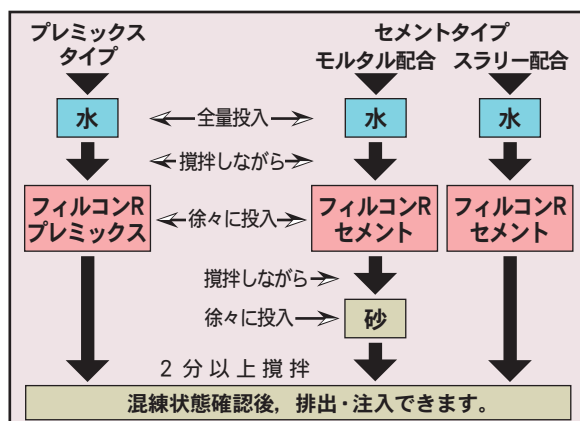 プレミックス
タイプ
セメントタイプ
モルタル配合 スラリー配合
水 全量投入 水 水
攪拌しながら
フィルコンR
プレミックス
徐々に投入
フィルコンR
セメント
フィルコンR
セメント
攪拌しながら
徐々に投入 砂
2分以上攪拌
混練状態確認後，排出・注入できます。